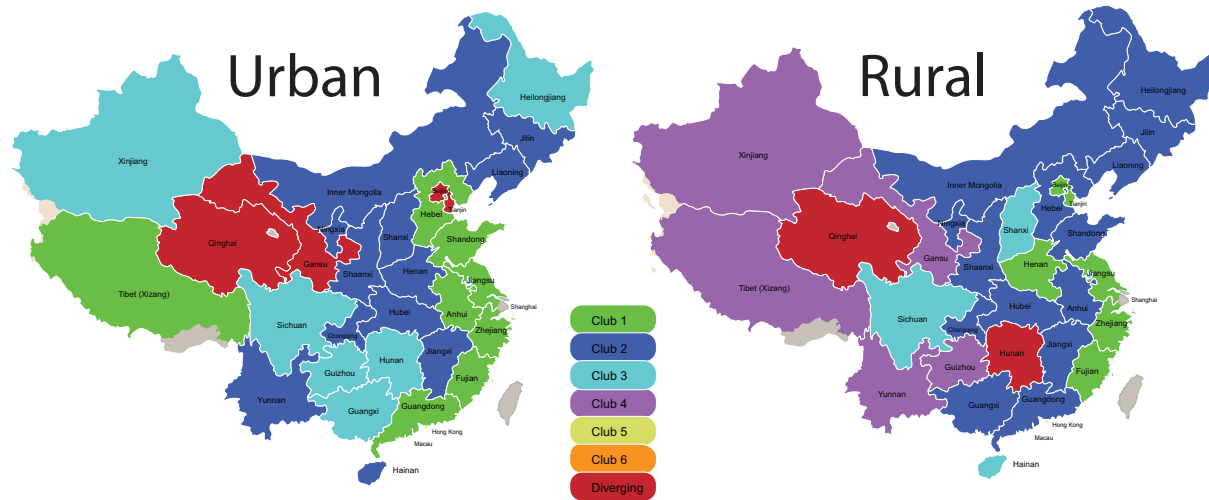 Urban
Heilongjiang
Jilin
Xinjiang
Liaoning
Inner Mongolia
Beijing
Tianjin
Hebei
Ningxia
Shanxi
Shandong
Qinghai
Gansu
Shaanxi
Henan
Jiangsu
Tibet (Xizang)
Shanghai
Anhui
Hubei
Sichuan
Zhejiang
Chongqing
Jiangxi
Hunan
Guizhou
Fujian
Yunnan
Guangxi
Guangdong
Hong Kong
Macau
Hainan
Club 1
Club 2
Club 3
Club 4
Club 5
Club 6
Diverging
Rural
Heilongjiang
Jilin
Xinjiang
Liaoning
Inner Mongolia
Beijing
Tianjin
Hebei
Ningxia
Shanxi
Shandong
Qinghai
Gansu
Shaanxi
Henan
Jiangsu
Tibet (Xizang)
Shanghai
Anhui
Hubei
Sichuan
Zhejiang
Chongqing
Jiangxi
Hunan
Guizhou
Fujian
Yunnan
Guangxi
Guangdong
Hong Kong
Macau
Hainan